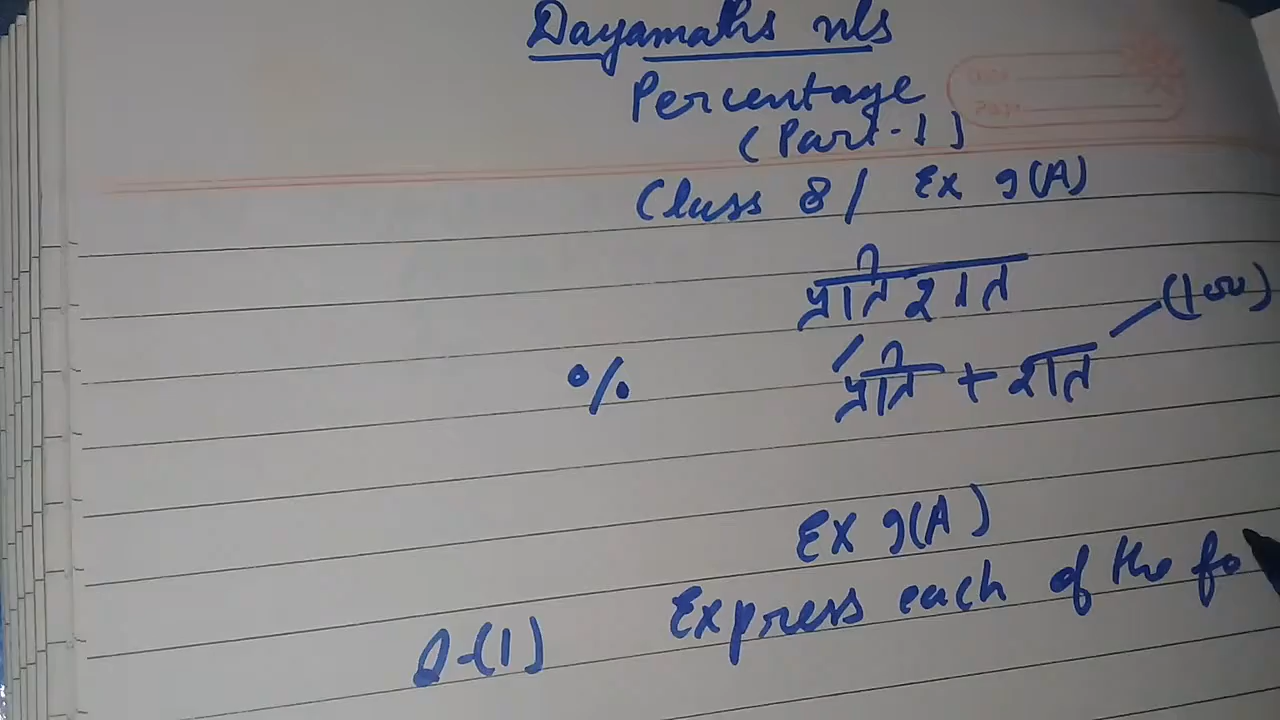 Dayamaths nls
Percentage
(Part-1)
Class 8 / Ex 9(A)
प्रतिशत
% प्रति + शत (100)
Ex 9(A)
Q-(1) Express each of the fo